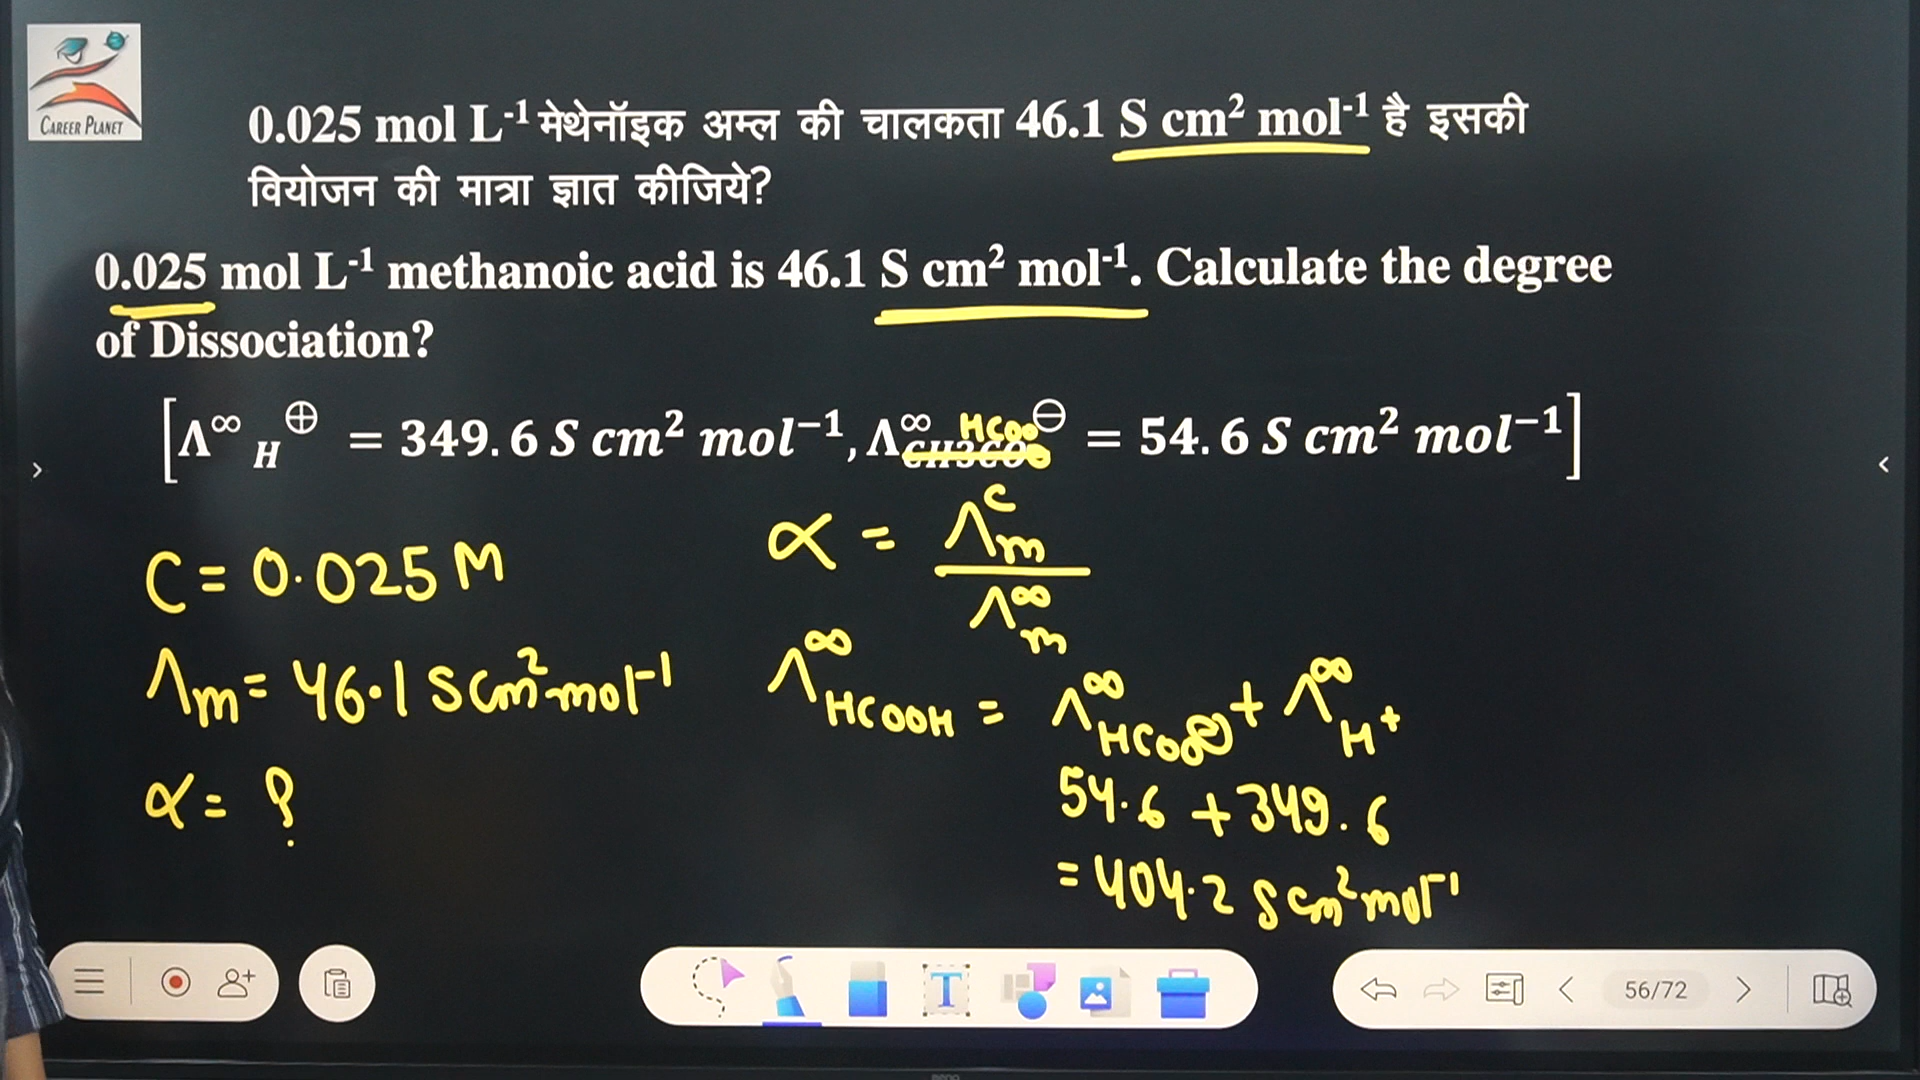 CAREER PLANET
0.025 mol L⁻¹ मेथेनॉइक अम्ल की चालकता 46.1 S cm² mol⁻¹ है इसकी
वियोजन की मात्रा ज्ञात कीजिये?
0.025 mol L⁻¹ methanoic acid is 46.1 S cm² mol⁻¹. Calculate the degree
of Dissociation?
[Λ^∞ H^⊕ = 349.6 S cm² mol⁻¹, Λ^∞ CH3COO HCOO^⊖ = 54.6 S cm² mol⁻¹]
C = 0.025 M
Λm = 46.1 S cm² mol⁻¹
α = ?
α = Λ^c m / Λ^∞ m
Λ^∞ HCOOH = Λ^∞ HCOO⊖ + Λ^∞ H⁺
54.6 + 349.6
= 404.2 S cm² mol⁻¹
T
56/72